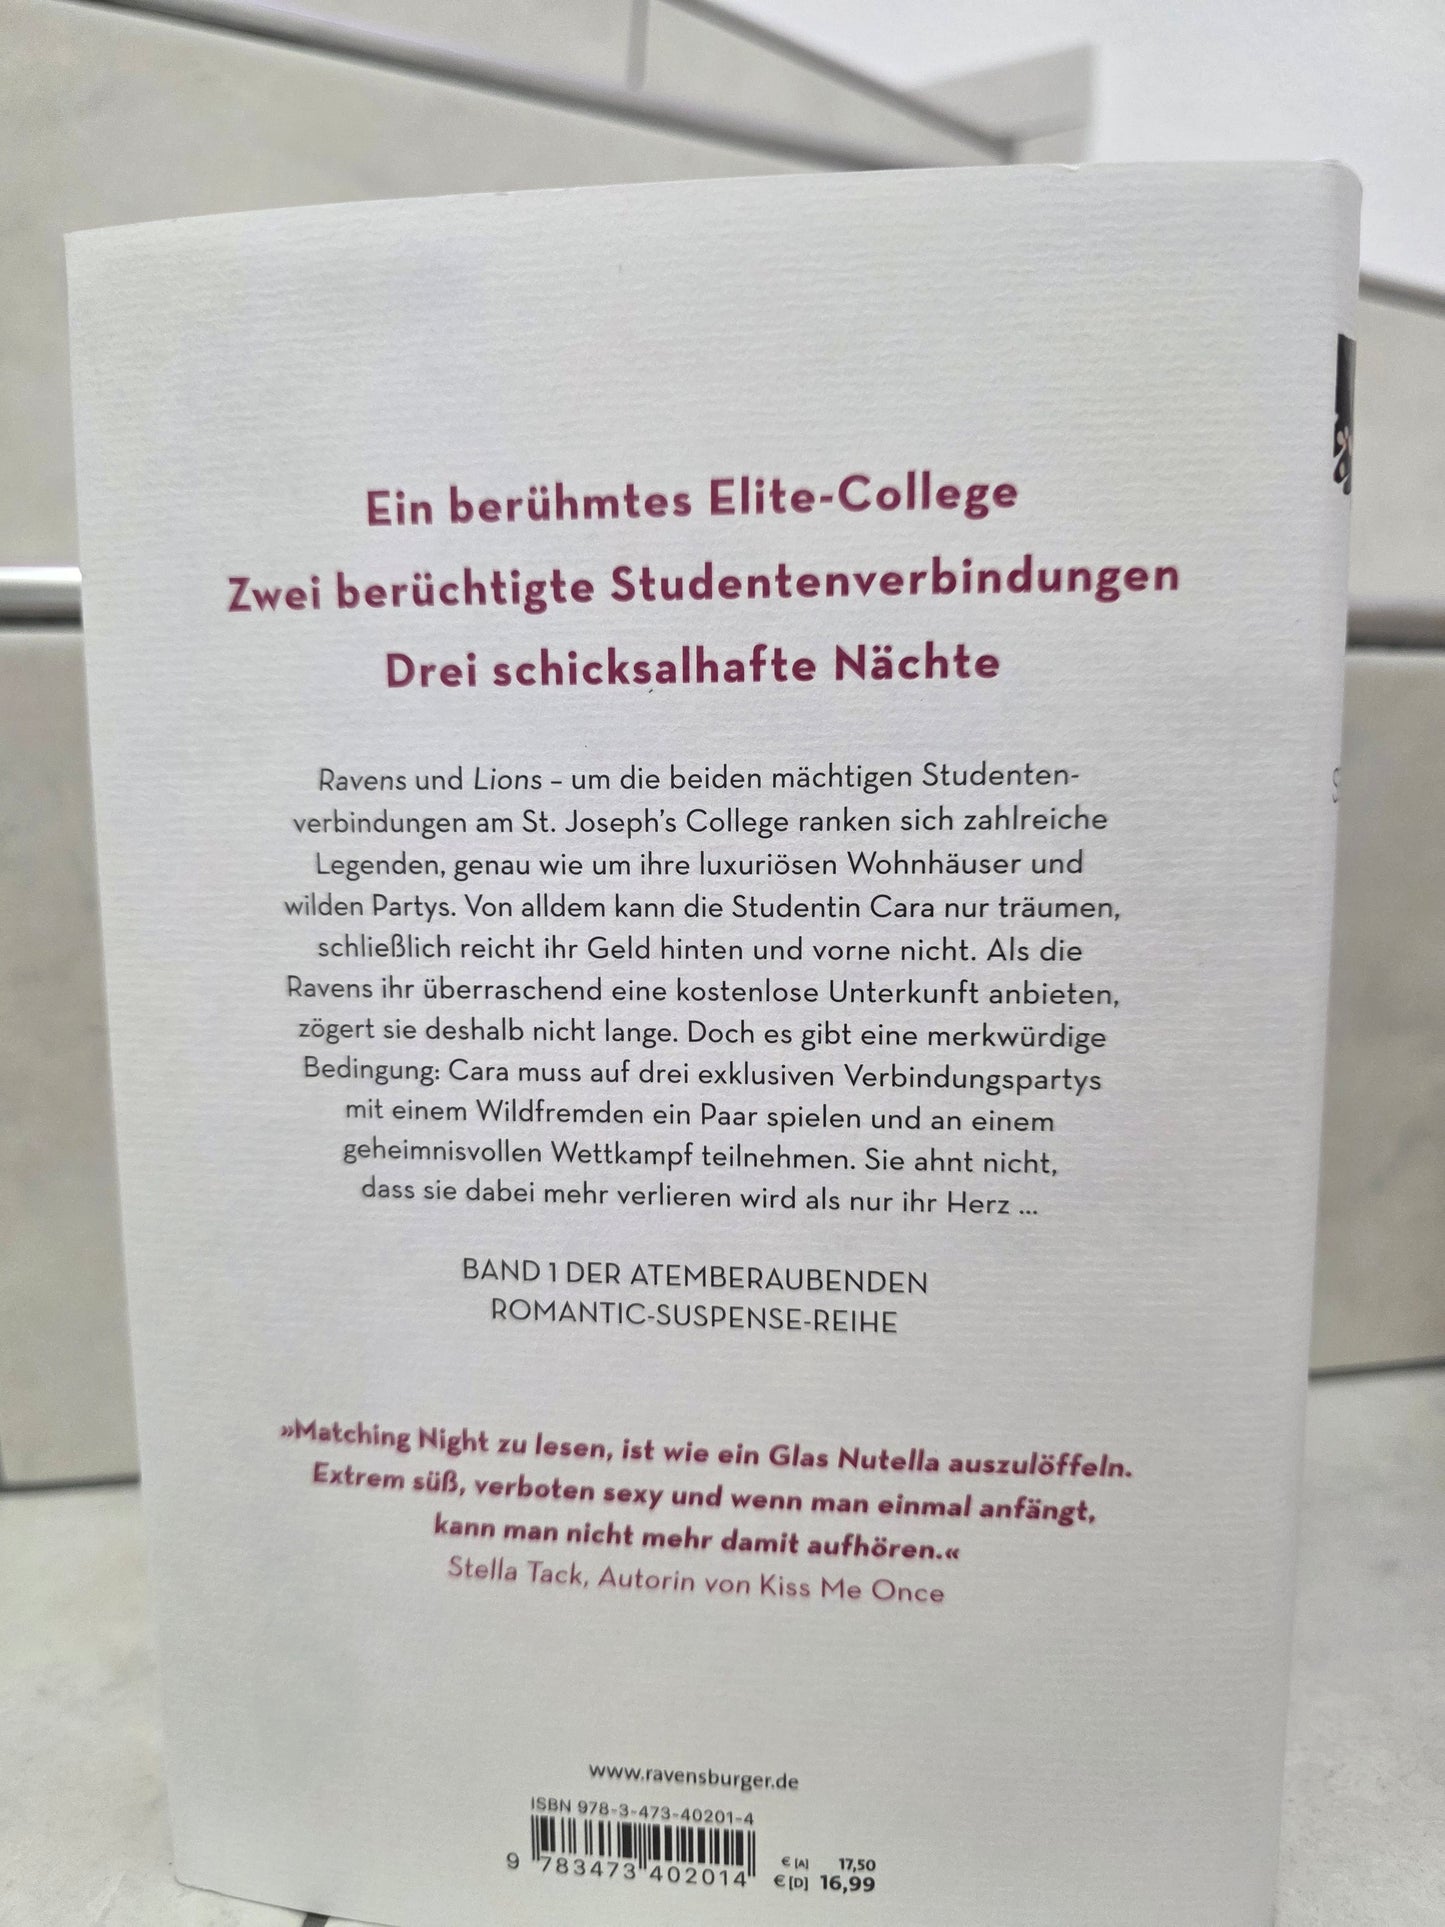 Ein berühmtes Elite-College
Zwei berüchtigte Studentenverbindungen
Drei schicksalhafte Nächte
Ravens und Lions – um die beiden mächtigen Studenten-
verbindungen am St. Joseph's College ranken sich zahlreiche
Legenden, genau wie um ihre luxuriösen Wohnhäuser und
wilden Partys. Von alldem kann die Studentin Cara nur träumen,
schließlich reicht ihr Geld hinten und vorne nicht. Als die
Ravens ihr überraschend eine kostenlose Unterkunft anbieten,
zögert sie deshalb nicht lange. Doch es gibt eine merkwürdige
Bedingung: Cara muss auf drei exklusiven Verbindungspartys
mit einem Wildfremden ein Paar spielen und an einem
geheimnisvollen Wettkampf teilnehmen. Sie ahnt nicht,
dass sie dabei mehr verlieren wird als nur ihr Herz ...
BAND 1 DER ATEMBERAUBENDEN
ROMANTIC-SUSPENSE-REIHE
»Matching Night zu lesen, ist wie ein Glas Nutella auszulöffeln.
Extrem süß, verboten sexy und wenn man einmal anfängt,
kann man nicht mehr damit aufhören.«
Stella Tack, Autorin von Kiss Me Once
www.ravensburger.de
ISBN 978-3-473-40201-4
9 783473 402014
€ [A] 17,50
€ [D] 16,99